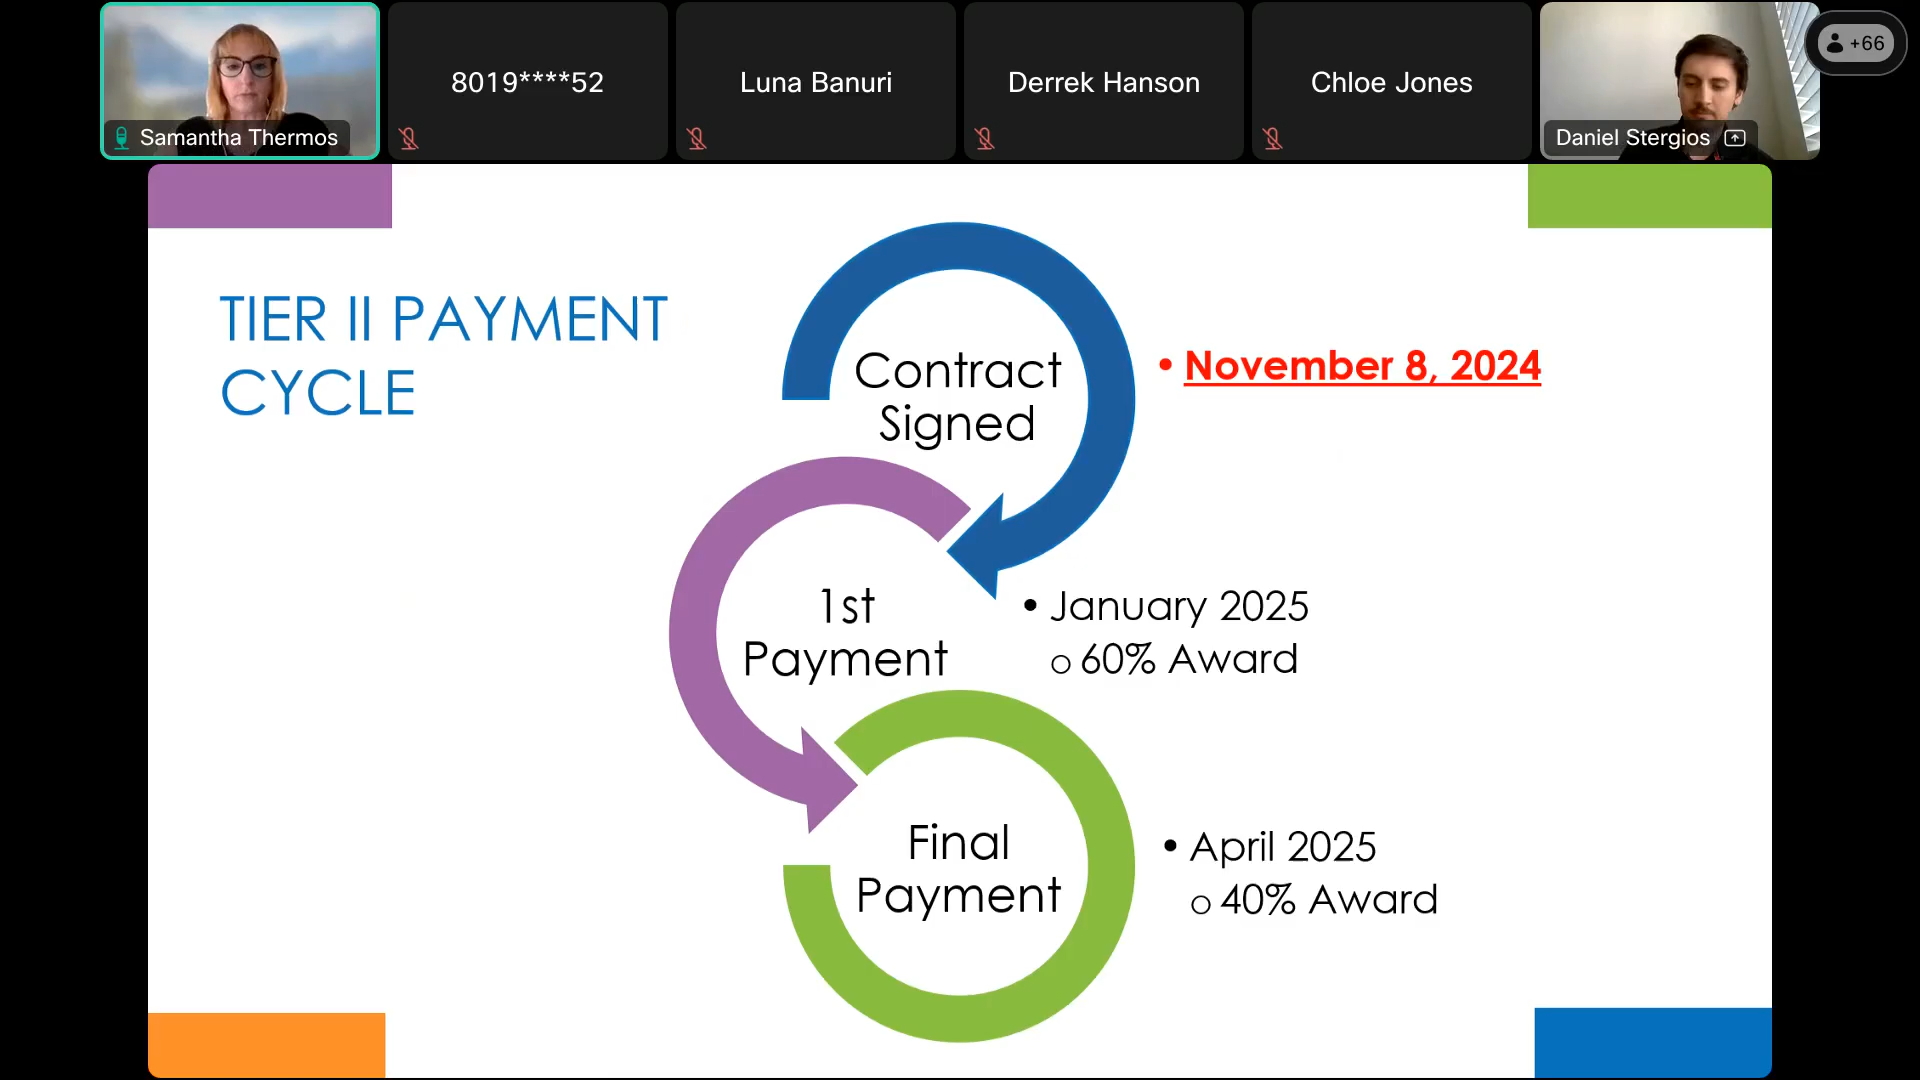 8019****52
Luna Banuri
Derrek Hanson
Chloe Jones
+66
Samantha Thermos
Daniel Stergios
TIER II PAYMENT
CYCLE
Contract
Signed
• November 8, 2024
1st
Payment
• January 2025
o 60% Award
Final
Payment
• April 2025
o 40% Award